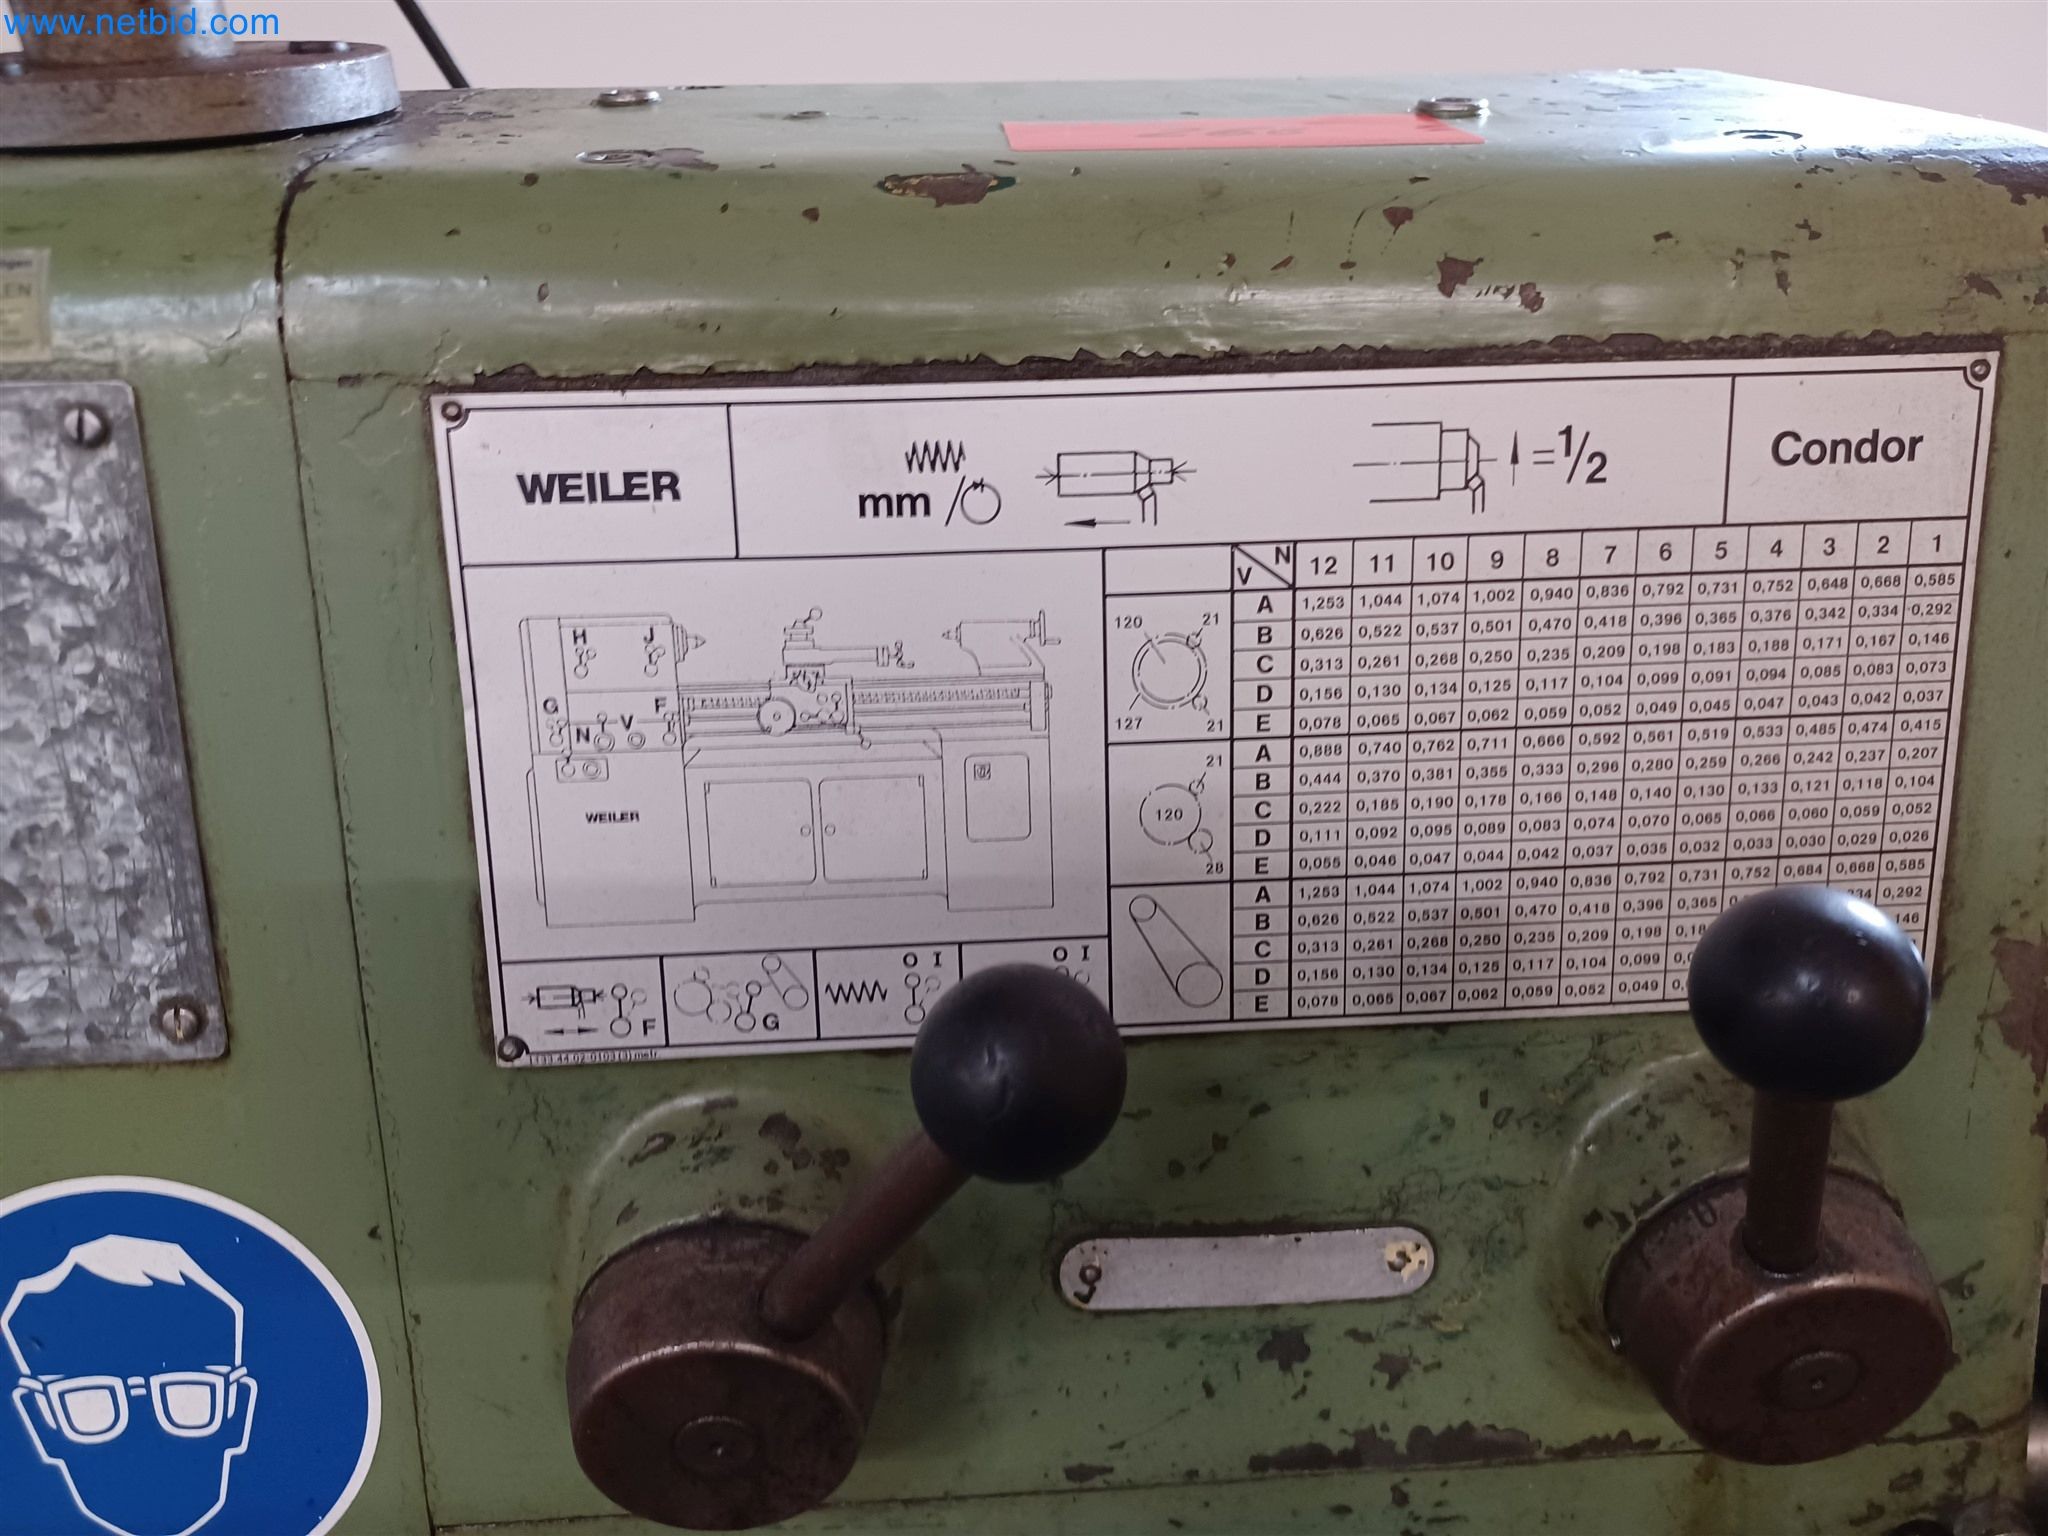 www.netbid.com
LEN
WEILER
mm /
=1/2
Condor
V N 12 11 10 9 8 7 6 5 4 3 2 1
120 21
127 21
A 1,253 1,044 1,074 1,002 0,940 0,836 0,792 0,731 0,752 0,648 0,668 0,585
B 0,626 0,522 0,537 0,501 0,470 0,418 0,396 0,365 0,376 0,342 0,334 0,292
C 0,313 0,261 0,268 0,250 0,235 0,209 0,198 0,183 0,188 0,171 0,167 0,146
D 0,156 0,130 0,134 0,125 0,117 0,104 0,099 0,091 0,094 0,085 0,083 0,073
E 0,078 0,065 0,067 0,062 0,059 0,052 0,049 0,045 0,047 0,043 0,042 0,037
21
120
28
A 0,888 0,740 0,762 0,711 0,666 0,592 0,561 0,519 0,533 0,485 0,474 0,415
B 0,444 0,370 0,381 0,355 0,333 0,296 0,280 0,259 0,266 0,242 0,237 0,207
C 0,222 0,185 0,190 0,178 0,166 0,148 0,140 0,130 0,133 0,121 0,118 0,104
D 0,111 0,092 0,095 0,089 0,083 0,074 0,070 0,065 0,066 0,060 0,059 0,052
E 0,055 0,046 0,047 0,044 0,042 0,037 0,035 0,032 0,033 0,030 0,029 0,026
A 1,253 1,044 1,074 1,002 0,940 0,836 0,792 0,731 0,752 0,684 0,668 0,585
B 0,626 0,522 0,537 0,501 0,470 0,418 0,396 0,365 0,292
C 0,313 0,261 0,268 0,250 0,235 0,209 0,198
D 0,156 0,130 0,134 0,125 0,117 0,104 0,099
E 0,078 0,065 0,067 0,062 0,059 0,052 0,049
H J
G N V F
WEILER
F
G
O I
O I